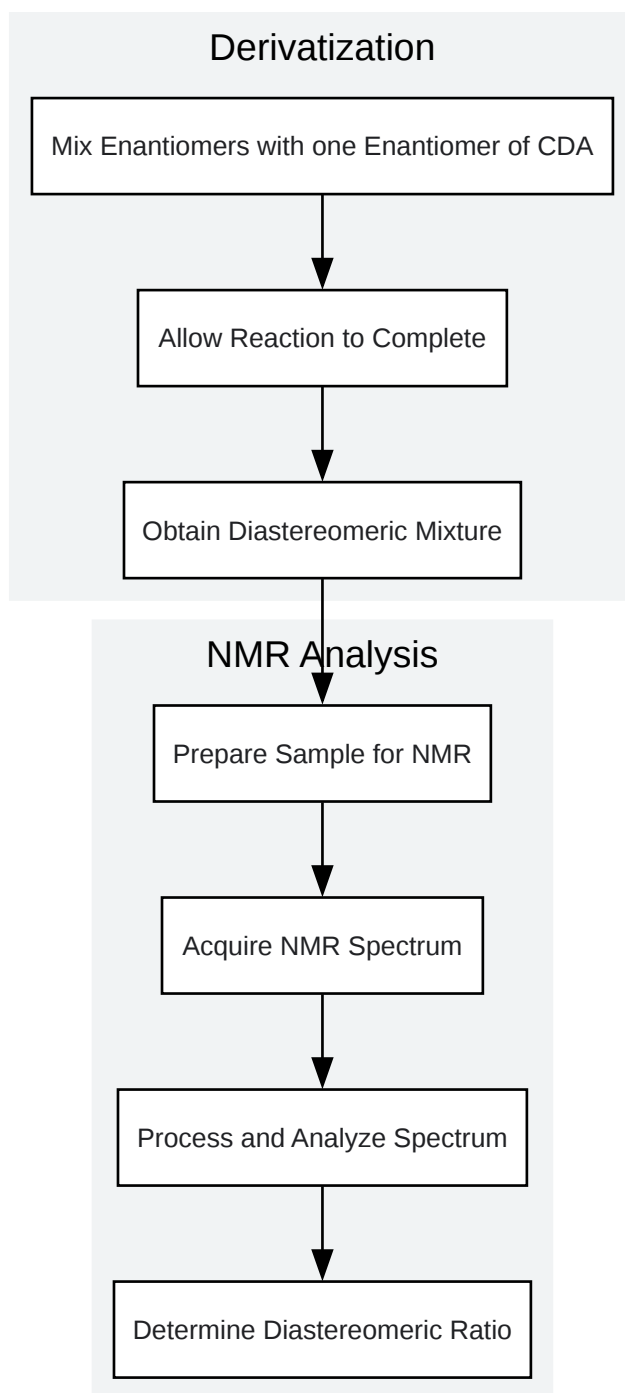 Derivatization
Mix Enantiomers with one Enantiomer of CDA
Allow Reaction to Complete
Obtain Diastereomeric Mixture
NMR Analysis
Prepare Sample for NMR
Acquire NMR Spectrum
Process and Analyze Spectrum
Determine Diastereomeric Ratio